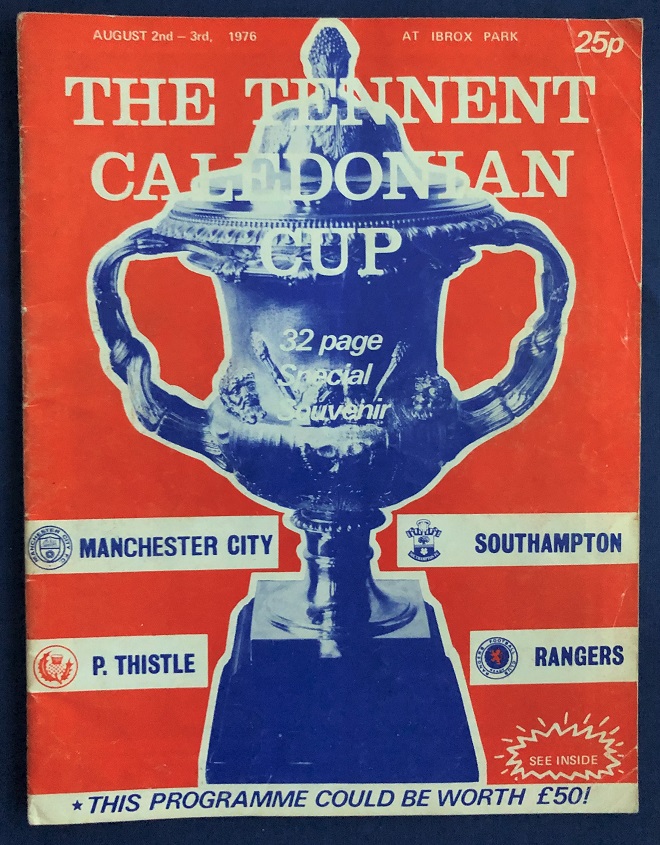 AUGUST 2nd – 3rd, 1976
AT IBROX PARK
25p
THE TENNENT
CALEDONIAN
CUP
32 page
Special
Souvenir
MANCHESTER CITY
SOUTHAMPTON
P. THISTLE
RANGERS
SEE INSIDE
★ THIS PROGRAMME COULD BE WORTH £50!